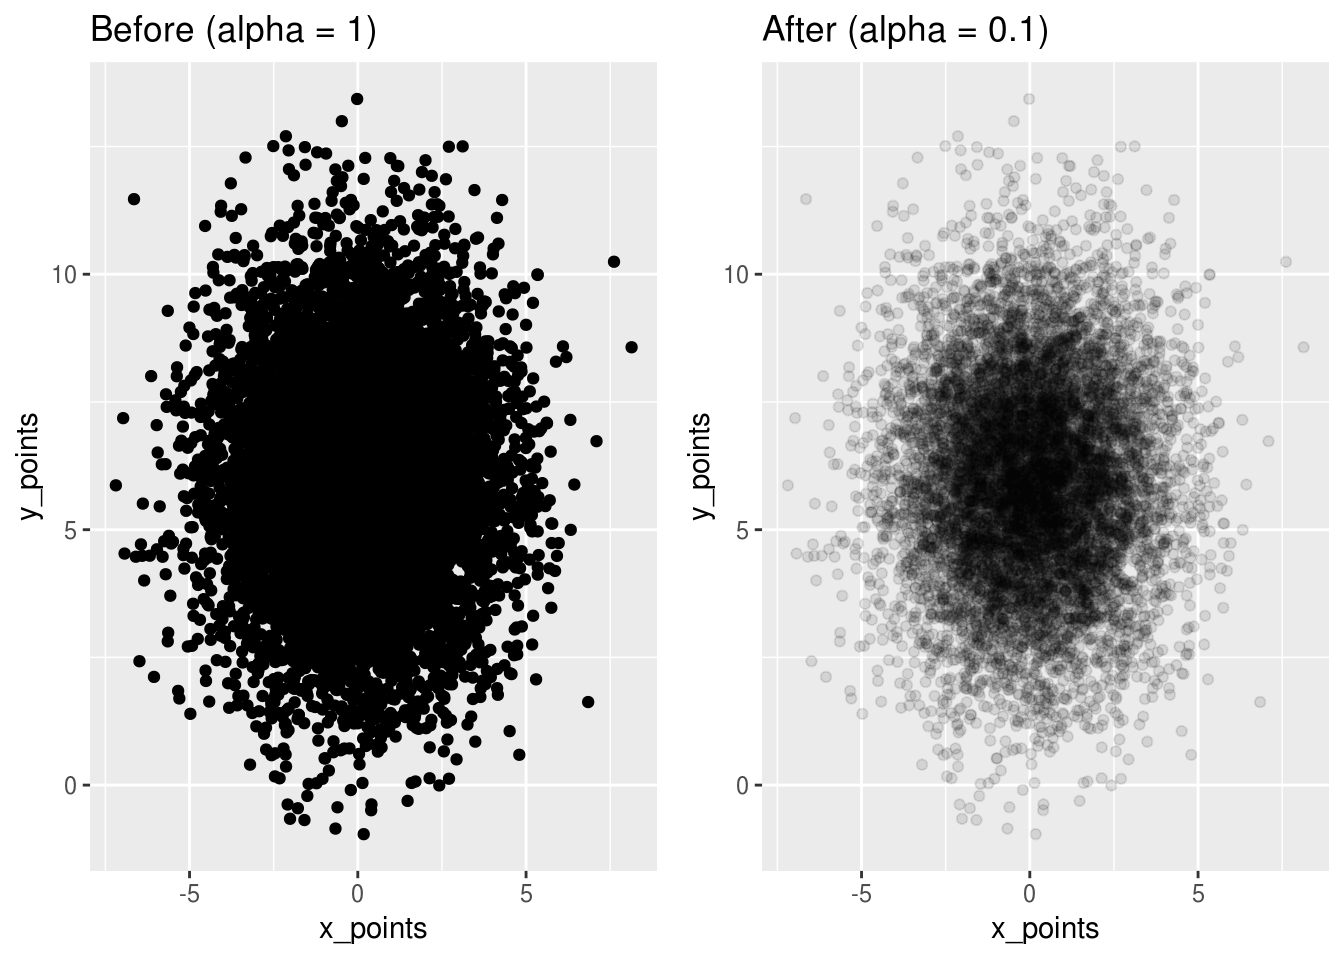 Before (alpha = 1)
y_points
10
5
0
-5
0
5
x_points
After (alpha = 0.1)
y_points
10
5
0
-5
0
5
x_points